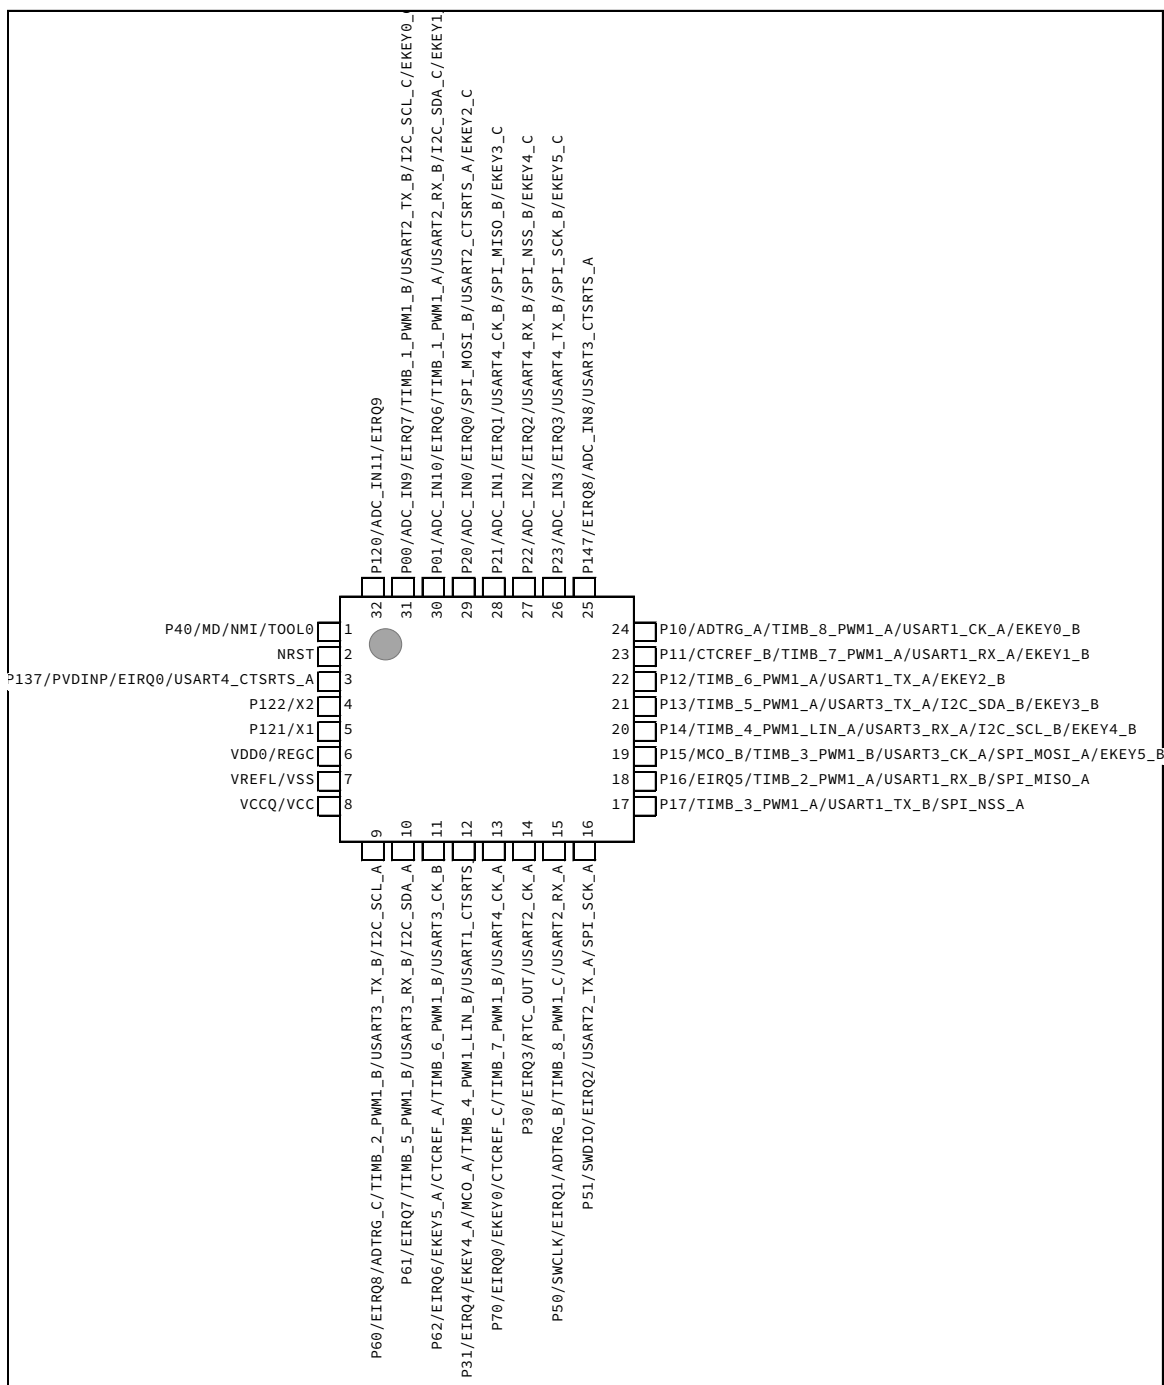 P120/ADC_IN11/EIRQ9
P00/ADC_IN9/EIRQ7/TIMB_1_PWM1_B/USART2_TX_B/I2C_SCL_C/EKEY0_
P01/ADC_IN10/EIRQ6/TIMB_1_PWM1_A/USART2_RX_B/I2C_SDA_C/EKEY1
P20/ADC_IN0/EIRQ0/SPI_MOSI_B/USART2_CTSRTS_A/EKEY2_C
P21/ADC_IN1/EIRQ1/USART4_CK_B/SPI_MISO_B/EKEY3_C
P22/ADC_IN2/EIRQ2/USART4_RX_B/SPI_NSS_B/EKEY4_C
P23/ADC_IN3/EIRQ3/USART4_TX_B/SPI_SCK_B/EKEY5_C
P147/EIRQ8/ADC_IN8/USART3_CTSRTS_A
32
31
30
29
28
27
26
25
P40/MD/NMI/TOOL0 1
NRST 2
P137/PVDINP/EIRQ0/USART4_CTSRTS_A 3
P122/X2 4
P121/X1 5
VDD0/REGC 6
VREFL/VSS 7
VCCQ/VCC 8
24 P10/ADTRG_A/TIMB_8_PWM1_A/USART1_CK_A/EKEY0_B
23 P11/CTCREF_B/TIMB_7_PWM1_A/USART1_RX_A/EKEY1_B
22 P12/TIMB_6_PWM1_A/USART1_TX_A/EKEY2_B
21 P13/TIMB_5_PWM1_A/USART3_TX_A/I2C_SDA_B/EKEY3_B
20 P14/TIMB_4_PWM1_LIN_A/USART3_RX_A/I2C_SCL_B/EKEY4_B
19 P15/MCO_B/TIMB_3_PWM1_B/USART3_CK_A/SPI_MOSI_A/EKEY5_B
18 P16/EIRQ5/TIMB_2_PWM1_A/USART1_RX_B/SPI_MISO_A
17 P17/TIMB_3_PWM1_A/USART1_TX_B/SPI_NSS_A
9
10
11
12
13
14
15
16
P60/EIRQ8/ADTRG_C/TIMB_2_PWM1_B/USART3_TX_B/I2C_SCL_A
P61/EIRQ7/TIMB_5_PWM1_B/USART3_RX_B/I2C_SDA_A
P62/EIRQ6/EKEY5_A/CTCREF_A/TIMB_6_PWM1_B/USART3_CK_B
P31/EIRQ4/EKEY4_A/MCO_A/TIMB_4_PWM1_LIN_B/USART1_CTSRTS
P70/EIRQ0/EKEY0/CTCREF_C/TIMB_7_PWM1_B/USART4_CK_A
P30/EIRQ3/RTC_OUT/USART2_CK_A
P50/SWCLK/EIRQ1/ADTRG_B/TIMB_8_PWM1_C/USART2_RX_A
P51/SWDIO/EIRQ2/USART2_TX_A/SPI_SCK_A